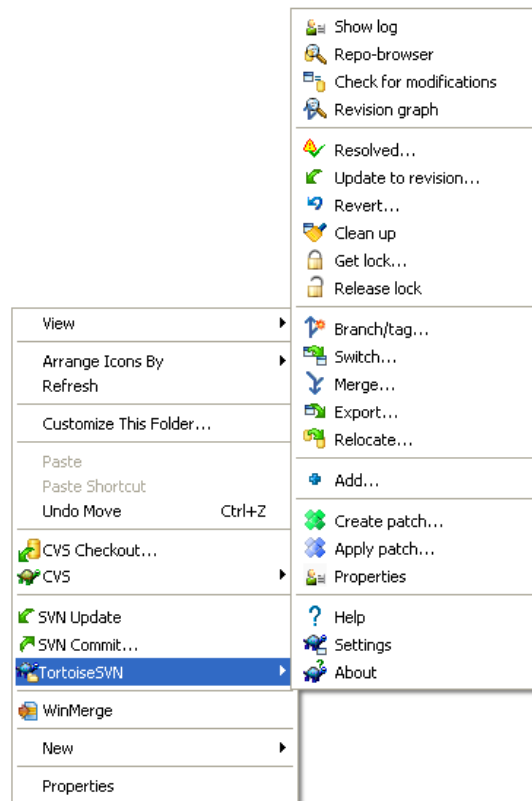 Show log
Repo-browser
Check for modifications
Revision graph
Resolved...
Update to revision...
Revert...
Clean up
Get lock...
Release lock
Branch/tag...
Switch...
Merge...
Export...
Relocate...
Add...
Create patch...
Apply patch...
Properties
Help
Settings
About
View
Arrange Icons By
Refresh
Customize This Folder...
Paste
Paste Shortcut
Undo Move Ctrl+Z
CVS Checkout...
CVS
SVN Update
SVN Commit...
TortoiseSVN
WinMerge
New
Properties